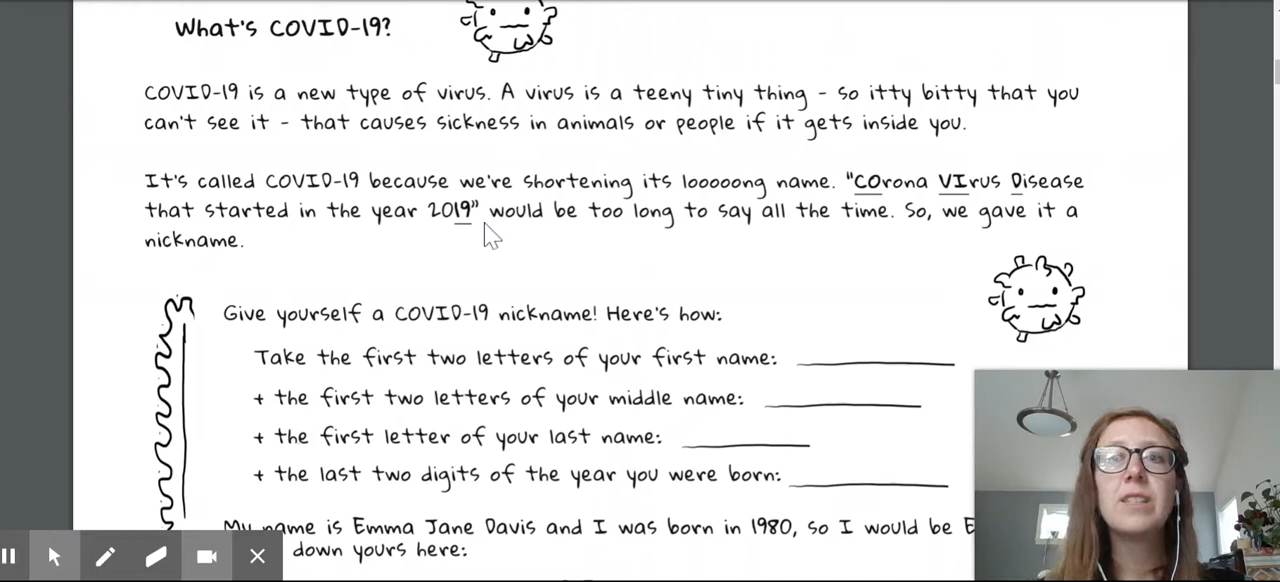 What's COVID-19?
COVID-19 is a new type of virus. A virus is a teeny tiny thing - so itty bitty that you
can't see it - that causes sickness in animals or people if it gets inside you.
It's called COVID-19 because we're shortening its looooong name. "COrona VIrus Disease
that started in the year 2019" would be too long to say all the time. So, we gave it a
nickname.
Give yourself a COVID-19 nickname! Here's how:
Take the first two letters of your first name:
+ the first two letters of your middle name:
+ the first letter of your last name:
+ the last two digits of the year you were born:
My name is Emma Jane Davis and I was born in 1980, so I would be
down yours here: